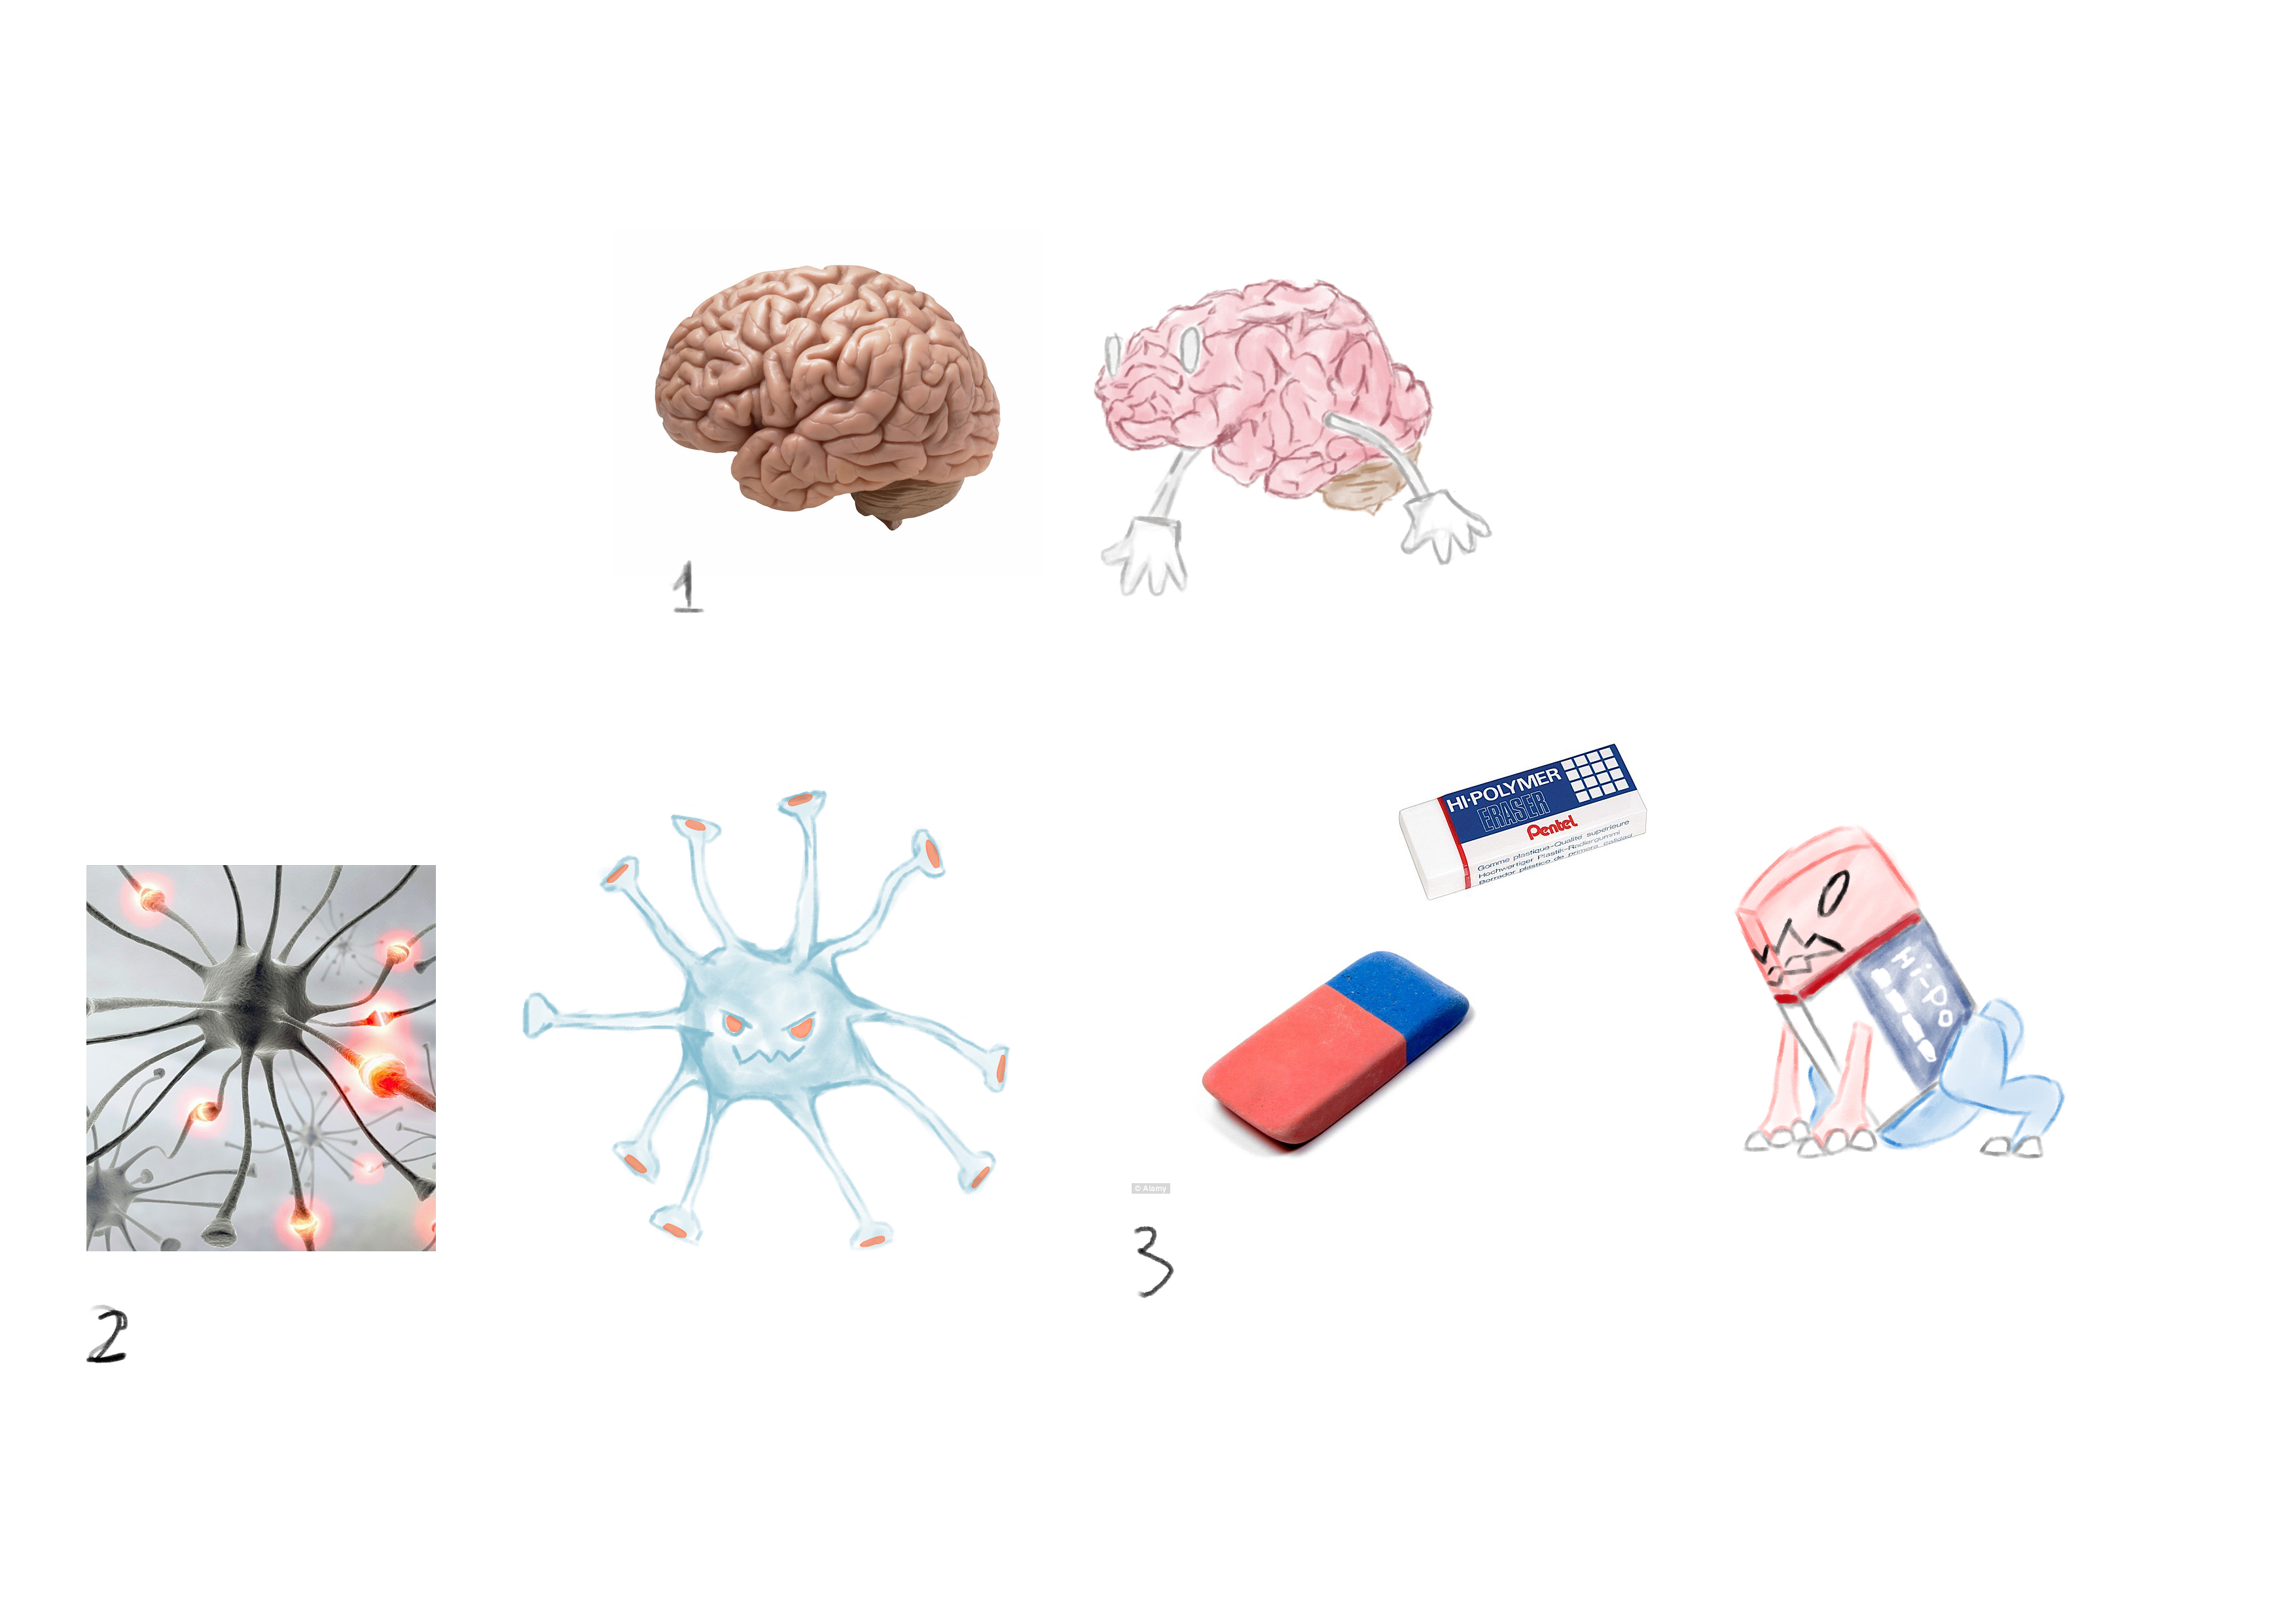 1
HI-POLYMER
ERASER
Pentel
Gomme plastique-Qualité supérieure
Hochwertiger Plastik-Radiergummi
Borrador plástico de primera calidad
Hi-Po
© Alamy
3
2